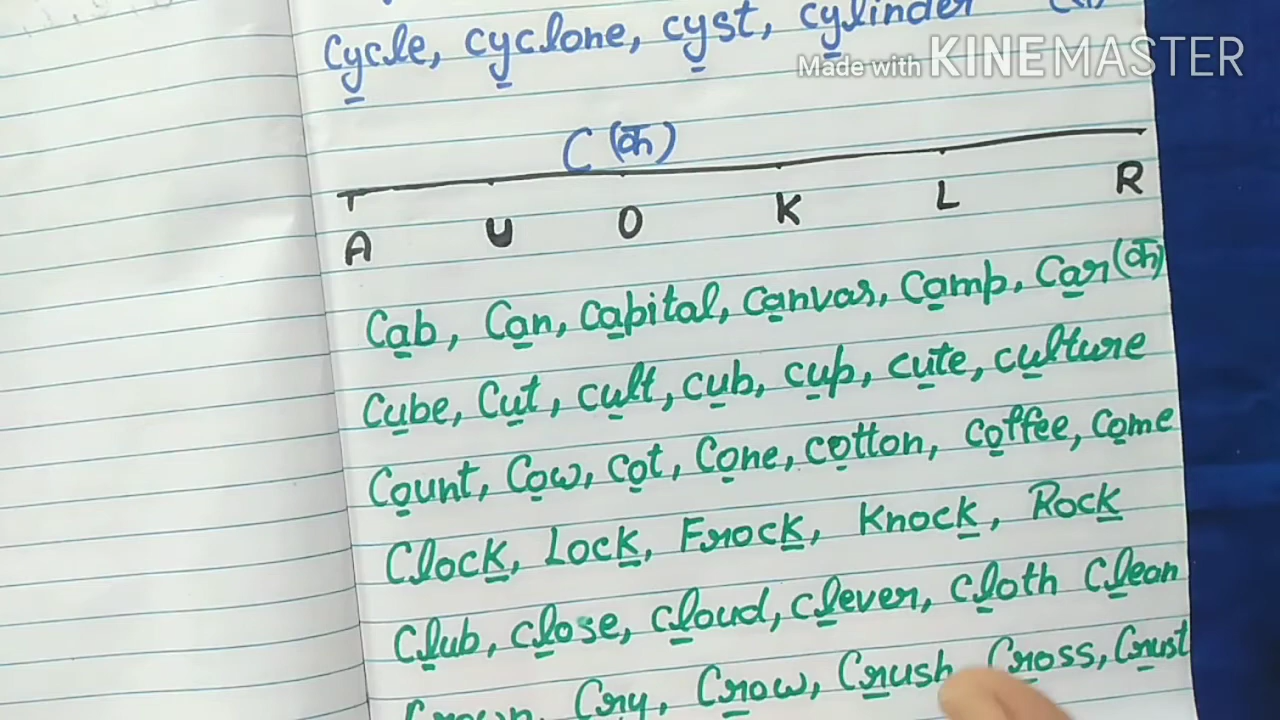 Cycle, cyclone, cyst, cylinder
Made with KINEMASTER
C (क)
A U O K L R
Cab, Can, capital, canvas, camp, Car (क)
Cube, Cut, cult, cub, cup, cute, culture
Count, Cow, cot, Cone, cotton, coffee, come
Clock, Lock, Frock, Knock, Rock
Club, close, cloud, clever, cloth Clean
Cry, Crow, Crush, Cross, Crust